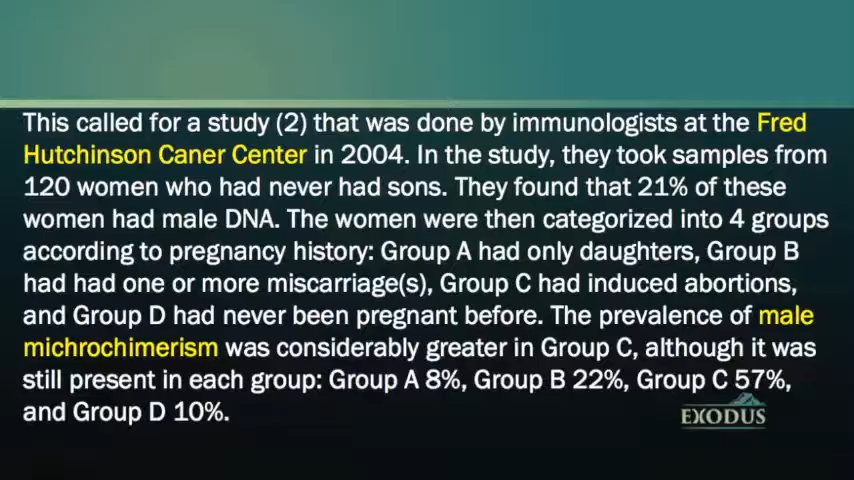 This called for a study (2) that was done by immunologists at the Fred
Hutchinson Caner Center in 2004. In the study, they took samples from
120 women who had never had sons. They found that 21% of these
women had male DNA. The women were then categorized into 4 groups
according to pregnancy history: Group A had only daughters, Group B
had had one or more miscarriage(s), Group C had induced abortions,
and Group D had never been pregnant before. The prevalence of male
michrochimerism was considerably greater in Group C, although it was
still present in each group: Group A 8%, Group B 22%, Group C 57%,
and Group D 10%.
EXODUS